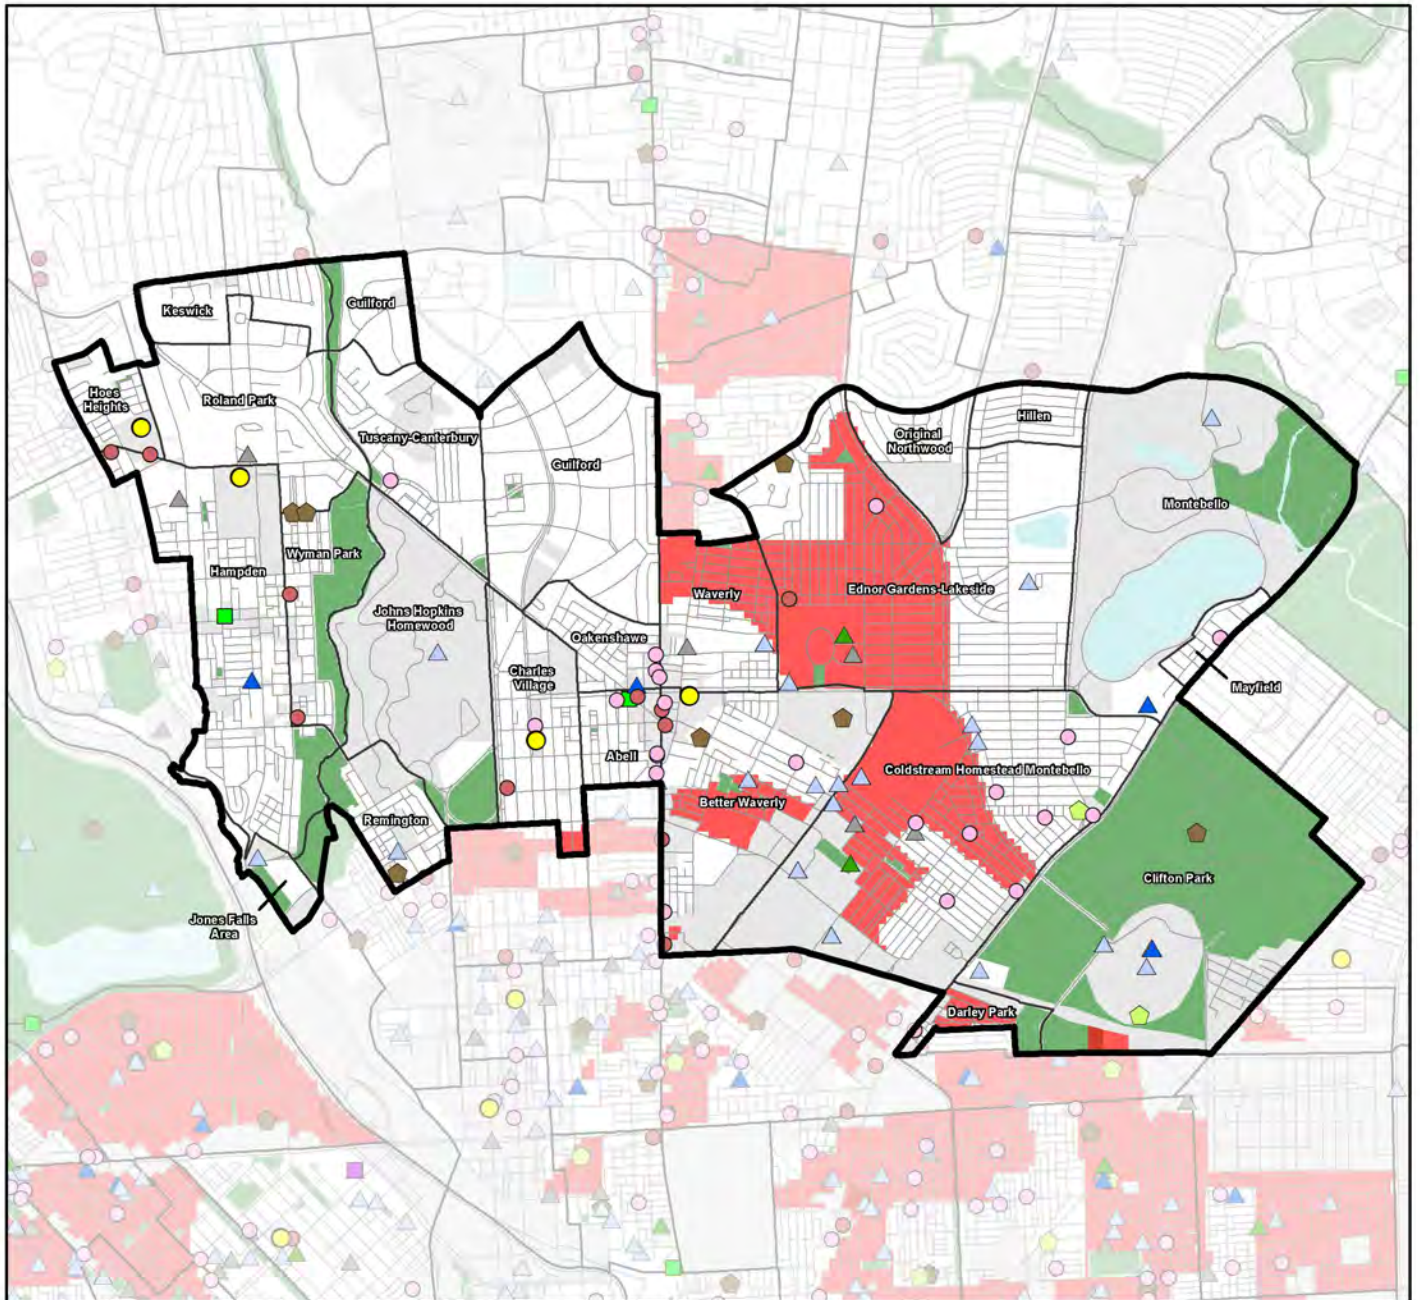 Keswick
Guilford
Hoes
Heights
Roland Park
Tuscany-Canterbury
Guilford
Original
Northwood
Hillen
Montebello
Wyman Park
Hampden
Johns Hopkins
Homewood
Waverly
Ednor Gardens-Lakeside
Oakenshawe
Charles
Village
Mayfield
Abell
Coldstream Homestead Montebello
Better Waverly
Remington
Clifton Park
Jones Falls
Area
Darley Park